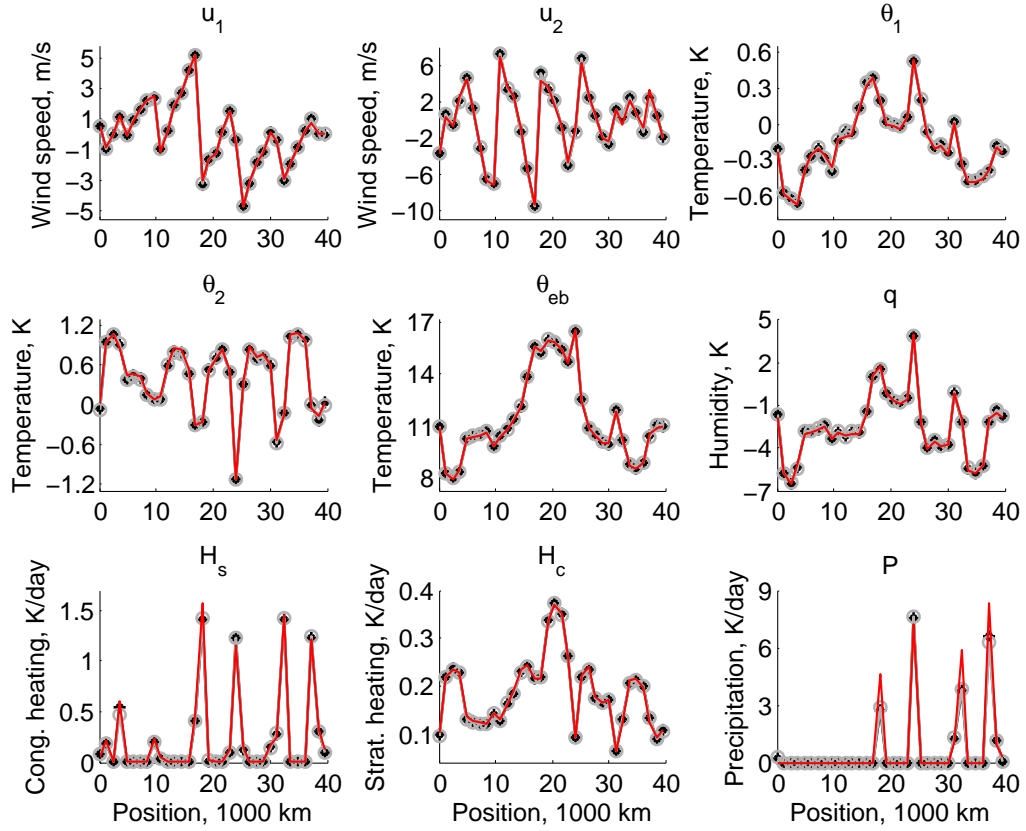 u1 u2 θ1
Wind speed, m/s
5
3
1
−1
−3
−5
0 10 20 30 40
Wind speed, m/s
6
2
−2
−6
−10
0 10 20 30 40
Temperature, K
0.6
0.3
0
−0.3
−0.6
0 10 20 30 40
θ2 θeb q
Temperature, K
1.2
0.6
0
−0.6
−1.2
0 10 20 30 40
Temperature, K
17
14
11
8
0 10 20 30 40
Humidity, K
5
2
−1
−4
−7
0 10 20 30 40
Hs Hc P
Cong. heating, K/day
1.5
1
0.5
0
0 10 20 30 40
Position, 1000 km
Strat. heating, K/day
0.4
0.3
0.2
0.11
0 10 20 30 40
Position, 1000 km
Precipitation, K/day
9
6
3
0
0 10 20 30 40
Position, 1000 km